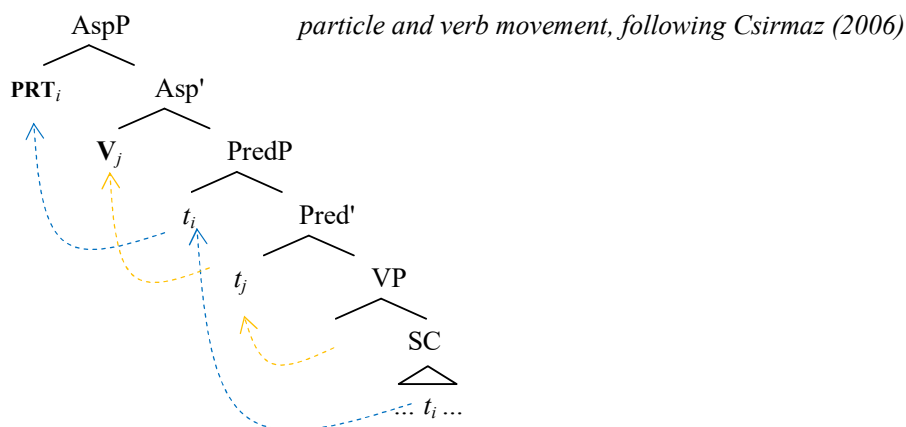 AspP particle and verb movement, following Csirmaz (2006)
PRTi Asp'
Vj PredP
ti Pred'
tj VP
SC
... ti ...